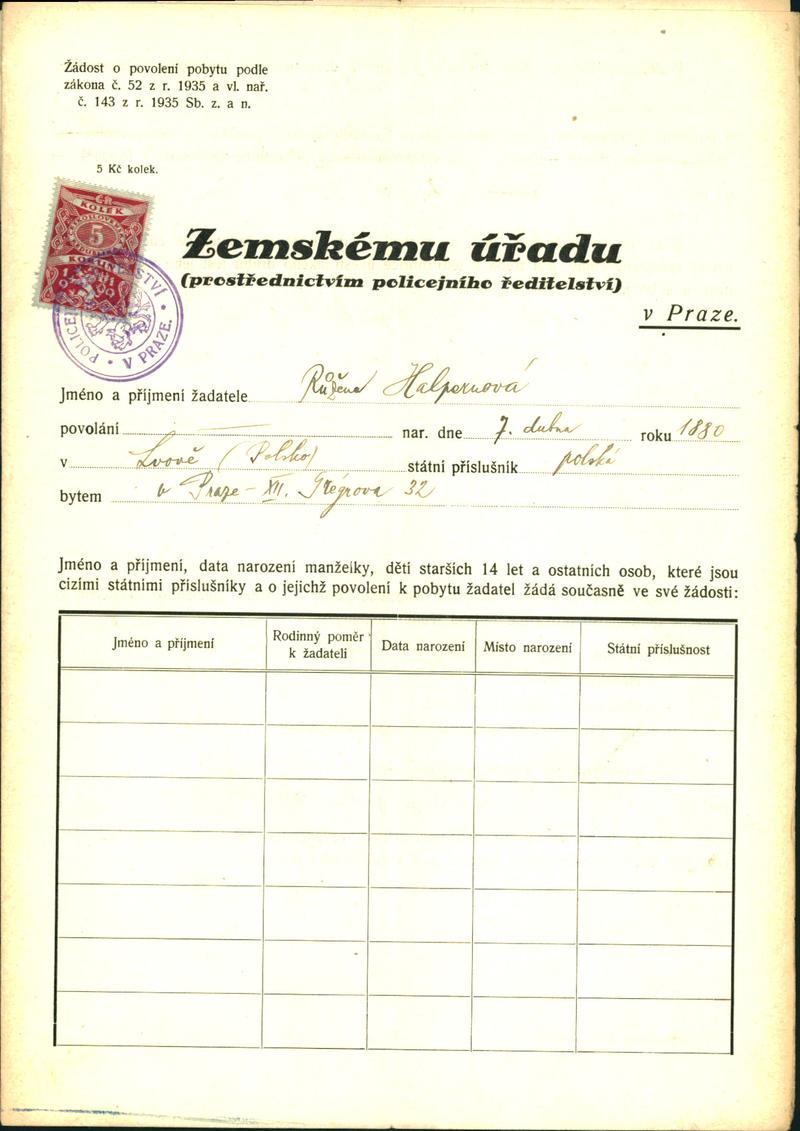 Žádost o povolení pobytu podle
zákona č. 52 z r. 1935 a vl. nař.
č. 143 z r. 1935 Sb. z. a n.
5 Kč kolek.
KOLEK
5
Zemskému úřadu
(prostřednictvím policejního ředitelství)
v Praze.
V PRAZE.
Jméno a příjmení žadatele Růžena Halpernová
povolání — nar. dne 7. dubna roku 1880
v Lvově (Polsko) státní příslušník polská
bytem v Praze - XII. Grégrova 32
Jméno a příjmení, data narození manželky, dětí starších 14 let a ostatních osob, které jsou
cizími státními příslušníky a o jejichž povolení k pobytu žadatel žádá současně ve své žádosti:
Jméno a příjmení Rodinný poměr k žadateli Data narození Místo narození Státní příslušnost